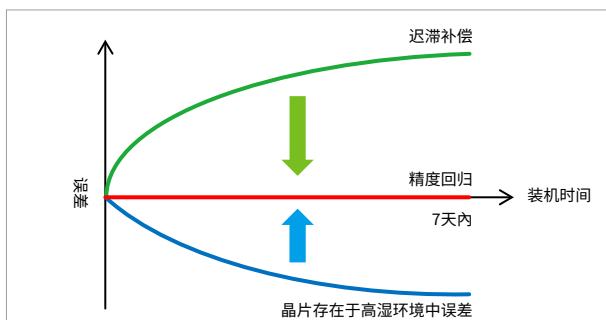 迟滞补偿
误差
精度回归
装机时间
7天內
晶片存在于高湿环境中误差